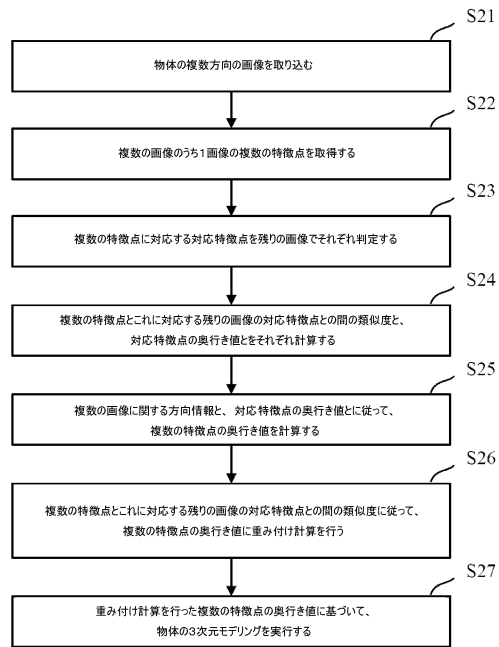 S21
物体の複数方向の画像を取り込む
S22
複数の画像のうち1画像の複数の特徴点を取得する
S23
複数の特徴点に対応する対応特徴点を残りの画像でそれぞれ判定する
S24
複数の特徴点とこれに対応する残りの画像の対応特徴点との間の類似度と、
対応特徴点の奥行き値とをそれぞれ計算する
S25
複数の画像に関する方向情報と、対応特徴点の奥行き値とに従って、
複数の特徴点の奥行き値を計算する
S26
複数の特徴点とこれに対応する残りの画像の対応特徴点との間の類似度に従って、
複数の特徴点の奥行き値に重み付け計算を行う
S27
重み付け計算を行った複数の特徴点の奥行き値に基づいて、
物体の3次元モデリングを実行する